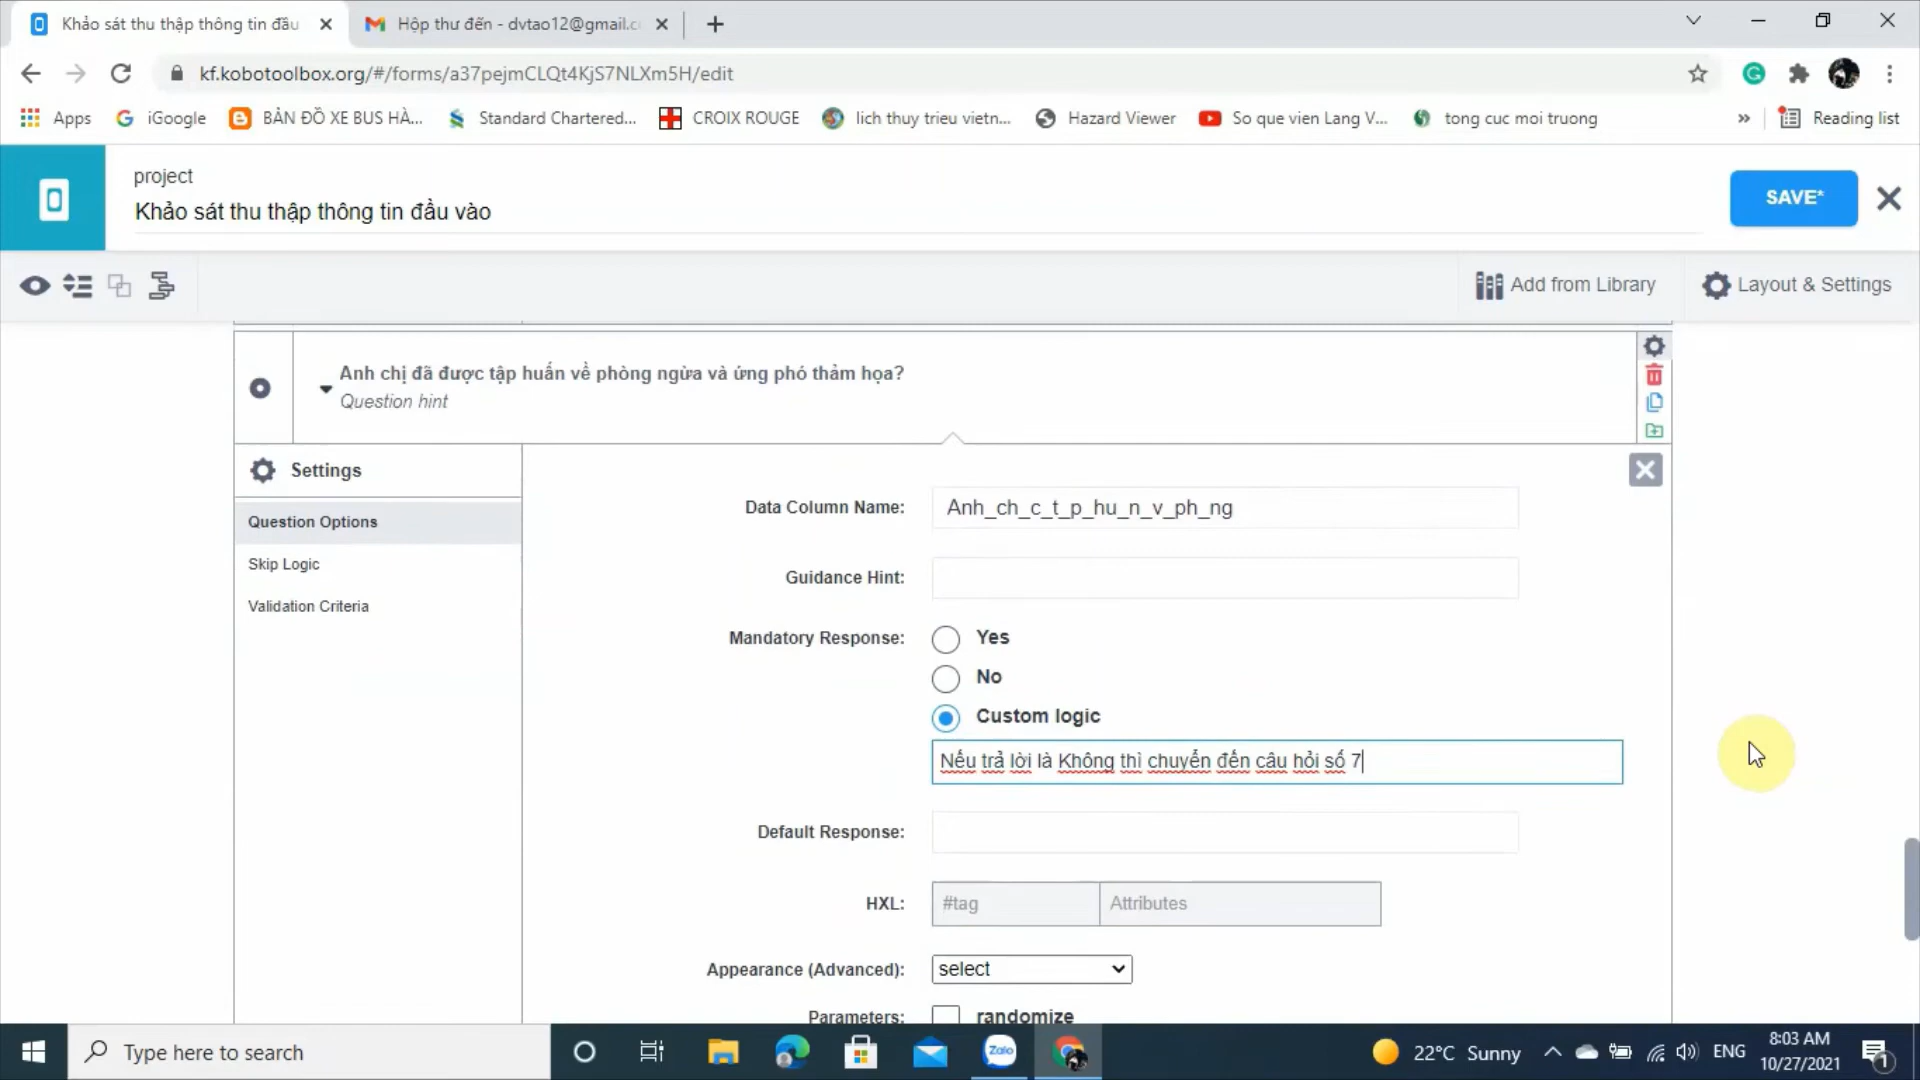 Khảo sát thu thập thông tin đầu
Hộp thư đến - dvtao12@gmail.c
kf.kobotoolbox.org/#/forms/a37pejmCLQt4KjS7NLXm5H/edit
Apps
iGoogle
BẢN ĐỒ XE BUS HÀ...
Standard Chartered...
CROIX ROUGE
lich thuy trieu vietn...
Hazard Viewer
So que vien Lang V...
tong cuc moi truong
»
Reading list
project
Khảo sát thu thập thông tin đầu vào
SAVE*
Add from Library
Layout & Settings
Anh chị đã được tập huấn về phòng ngừa và ứng phó thảm họa?
Question hint
Settings
Question Options
Skip Logic
Validation Criteria
Data Column Name:
Anh_ch_c_t_p_hu_n_v_ph_ng
Guidance Hint:
Mandatory Response:
Yes
No
Custom logic
Nếu trả lời là Không thì chuyển đến câu hỏi số 7
Default Response:
HXL:
#tag
Attributes
Appearance (Advanced):
select
Parameters:
randomize
Type here to search
Zalo
22°C Sunny
ENG
8:03 AM
10/27/2021
1